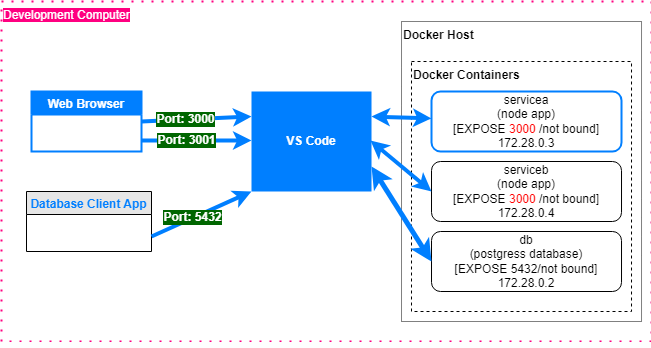 Development Computer
Docker Host
Docker Containers
Web Browser
Port: 3000
Port: 3001
VS Code
servicea
(node app)
[EXPOSE 3000 /not bound]
172.28.0.3
serviceb
(node app)
[EXPOSE 3000 /not bound]
172.28.0.4
Database Client App
Port: 5432
db
(postgress database)
[EXPOSE 5432/not bound]
172.28.0.2